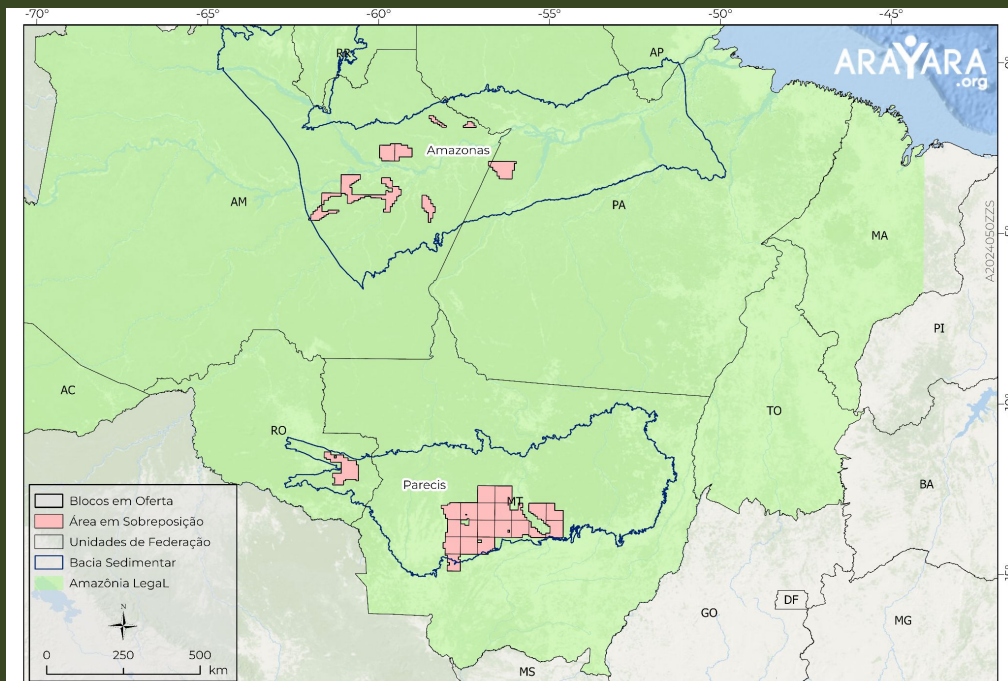 -70°
-65°
-60°
-55°
-50°
-45°
RR
AP
ARAYARA
.org
Amazonas
AM
PA
MA
A2024050ZZS
PI
AC
TO
RO
BA
Parecis
MT
Blocos em Oferta
Área em Sobreposição
Unidades de Federação
Bacia Sedimentar
Amazônia LegaL
N
0 250 500
km
DF
GO
MG
MS